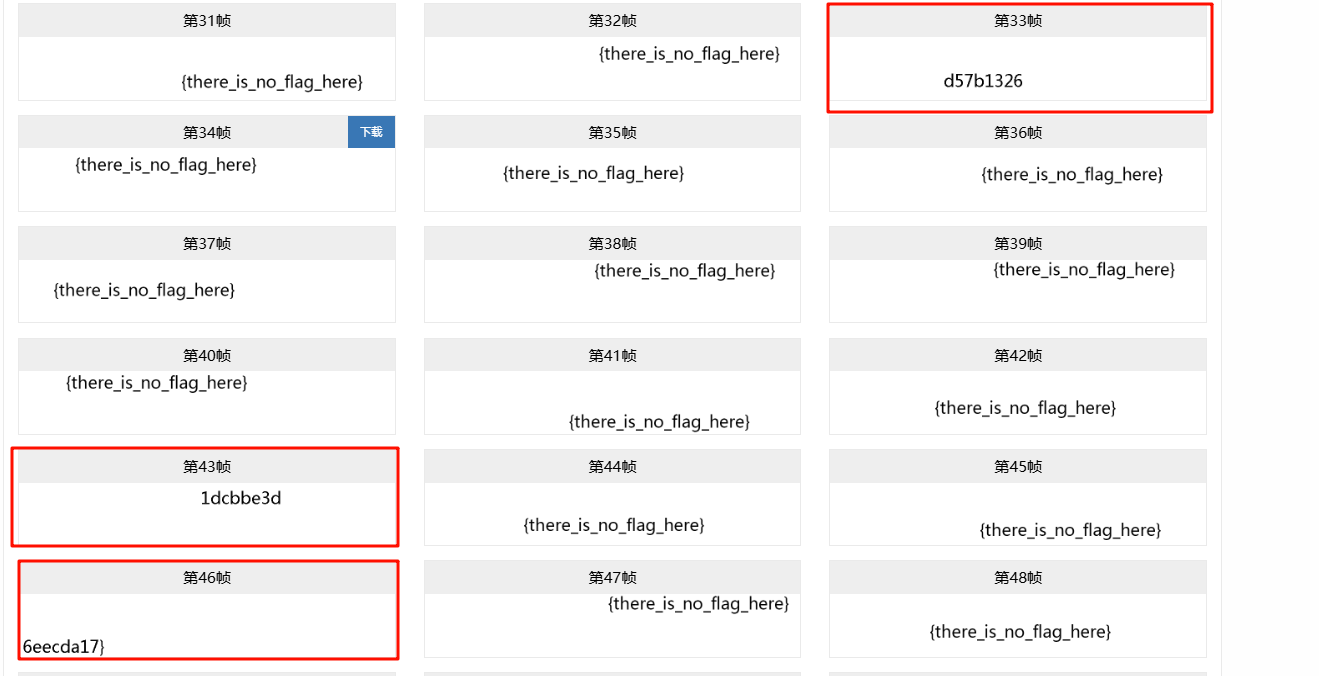 第31帧 第32帧 第33帧
{there_is_no_flag_here} {there_is_no_flag_here} d57b1326
第34帧 下载 第35帧 第36帧
{there_is_no_flag_here} {there_is_no_flag_here} {there_is_no_flag_here}
第37帧 第38帧 第39帧
{there_is_no_flag_here} {there_is_no_flag_here} {there_is_no_flag_here}
第40帧 第41帧 第42帧
{there_is_no_flag_here} {there_is_no_flag_here} {there_is_no_flag_here}
第43帧 第44帧 第45帧
1dcbbe3d {there_is_no_flag_here} {there_is_no_flag_here}
第46帧 第47帧 第48帧
6eecda17} {there_is_no_flag_here} {there_is_no_flag_here}